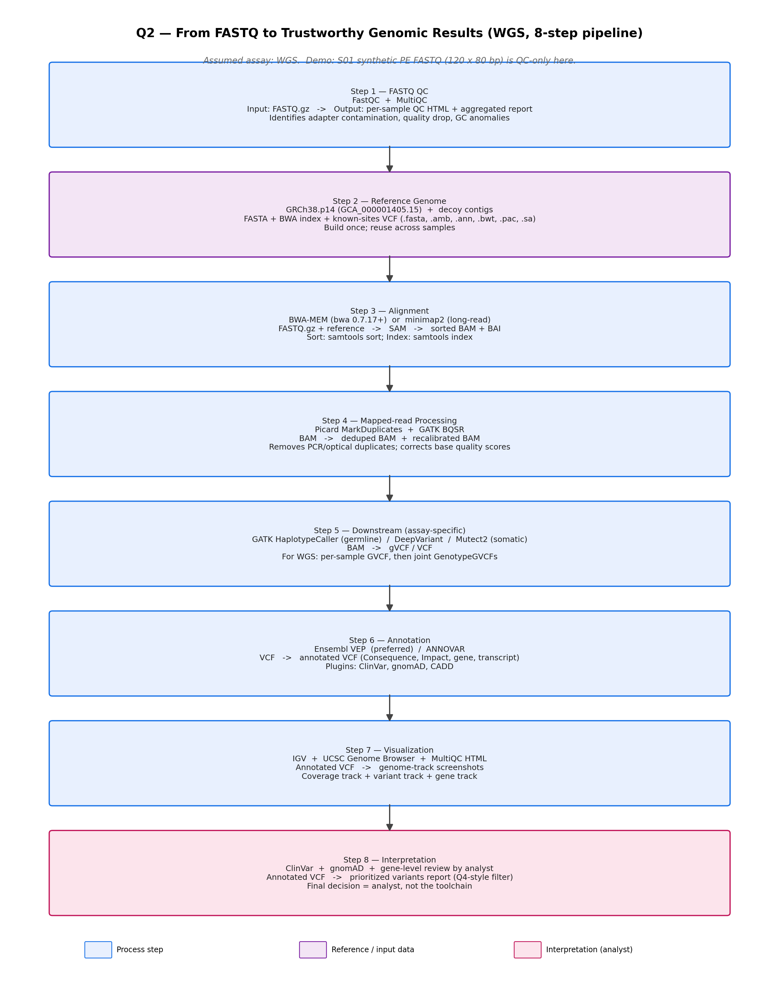 Q2 — From FASTQ to Trustworthy Genomic Results (WGS, 8-step pipeline)
Assumed assay: WGS. Demo: S01 synthetic PE FASTQ (120 x 80 bp) is QC-only here.
Step 1 — FASTQ QC
FastQC + MultiQC
Input: FASTQ.gz -> Output: per-sample QC HTML + aggregated report
Identifies adapter contamination, quality drop, GC anomalies
Step 2 — Reference Genome
GRCh38.p14 (GCA_000001405.15) + decoy contigs
FASTA + BWA index + known-sites VCF (.fasta, .amb, .ann, .bwt, .pac, .sa)
Build once; reuse across samples
Step 3 — Alignment
BWA-MEM (bwa 0.7.17+) or minimap2 (long-read)
FASTQ.gz + reference -> SAM -> sorted BAM + BAI
Sort: samtools sort; Index: samtools index
Step 4 — Mapped-read Processing
Picard MarkDuplicates + GATK BQSR
BAM -> deduped BAM + recalibrated BAM
Removes PCR/optical duplicates; corrects base quality scores
Step 5 — Downstream (assay-specific)
GATK HaplotypeCaller (germline) / DeepVariant / Mutect2 (somatic)
BAM -> gVCF / VCF
For WGS: per-sample GVCF, then joint GenotypeGVCFs
Step 6 — Annotation
Ensembl VEP (preferred) / ANNOVAR
VCF -> annotated VCF (Consequence, Impact, gene, transcript)
Plugins: ClinVar, gnomAD, CADD
Step 7 — Visualization
IGV + UCSC Genome Browser + MultiQC HTML
Annotated VCF -> genome-track screenshots
Coverage track + variant track + gene track
Step 8 — Interpretation
ClinVar + gnomAD + gene-level review by analyst
Annotated VCF -> prioritized variants report (Q4-style filter)
Final decision = analyst, not the toolchain
Process step
Reference / input data
Interpretation (analyst)